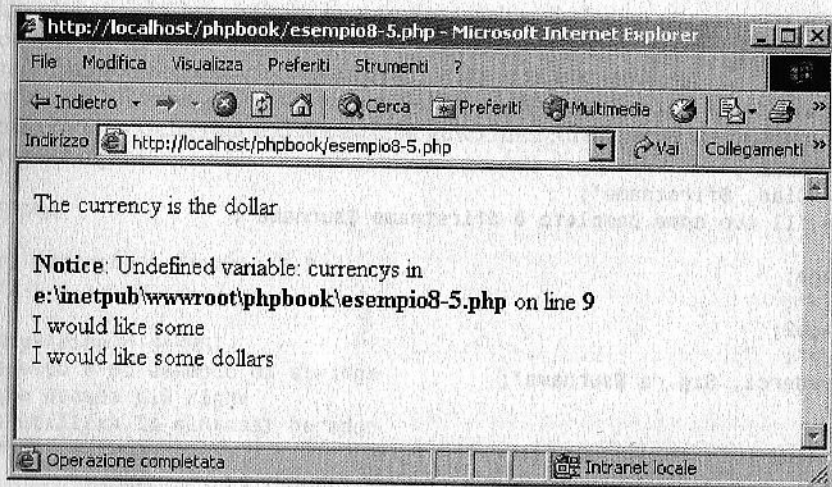 http://localhost/phpbook/esempio8-5.php - Microsoft Internet Explorer
File Modifica Visualizza Preferiti Strumenti ?
Indietro Cerca Preferiti Multimedia »
Indirizzo http://localhost/phpbook/esempio8-5.php Vai Collegamenti »
The currency is the dollar
Notice: Undefined variable: currencys in
e:\inetpub\wwwroot\phpbook\esempio8-5.php on line 9
I would like some
I would like some dollars
Operazione completata Intranet locale